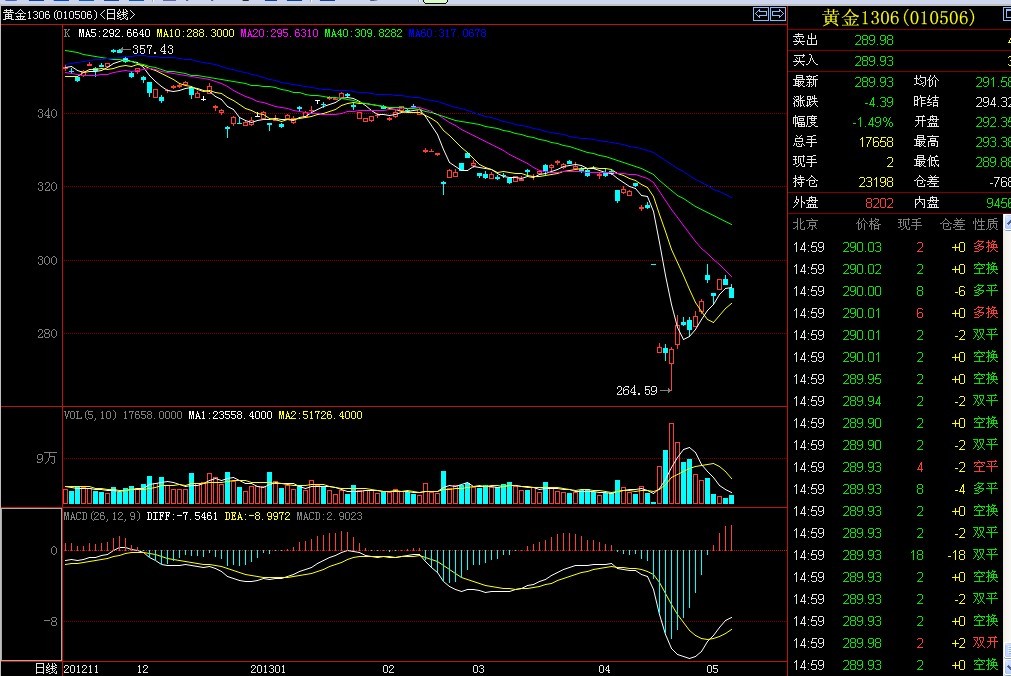 黄金1306(010506)<日线>
K MA5:292.6640 MA10:288.3000 MA20:295.6310 MA40:309.8282 MA60:317.0678
357.43
340
320
300
280
264.59
VOL(5,10) 17658.0000 MA1:23558.4000 MA2:51726.4000
9万
MACD(26,12,9) DIFF:-7.5461 DEA:-8.9972 MACD:2.9023
0
-8
日线 201211 12 201301 02 03 04 05
黄金1306(010506)
卖出 289.98
买入 289.93
最新 289.93 均价 291.58
涨跌 -4.39 昨结 294.32
幅度 -1.49% 开盘 292.35
总手 17658 最高 293.38
现手 2 最低 289.88
持仓 23198 仓差 -768
外盘 8202 内盘 9456
北京 价格 现手 仓差 性质
14:59 290.03 2 +0 多换
14:59 290.02 2 +0 空换
14:59 290.00 8 -6 多平
14:59 290.01 6 +0 多换
14:59 290.01 2 -2 双平
14:59 290.01 2 +0 空换
14:59 289.95 2 +0 空换
14:59 289.94 2 -2 双平
14:59 289.90 2 +0 空换
14:59 289.90 2 -2 双平
14:59 289.93 4 -2 空平
14:59 289.93 8 -4 多平
14:59 289.93 2 +0 空换
14:59 289.93 2 -2 双平
14:59 289.93 18 -18 双平
14:59 289.93 2 +0 空换
14:59 289.93 2 -2 双平
14:59 289.93 2 +0 空换
14:59 289.98 2 +2 双开
14:59 289.93 2 +0 空换